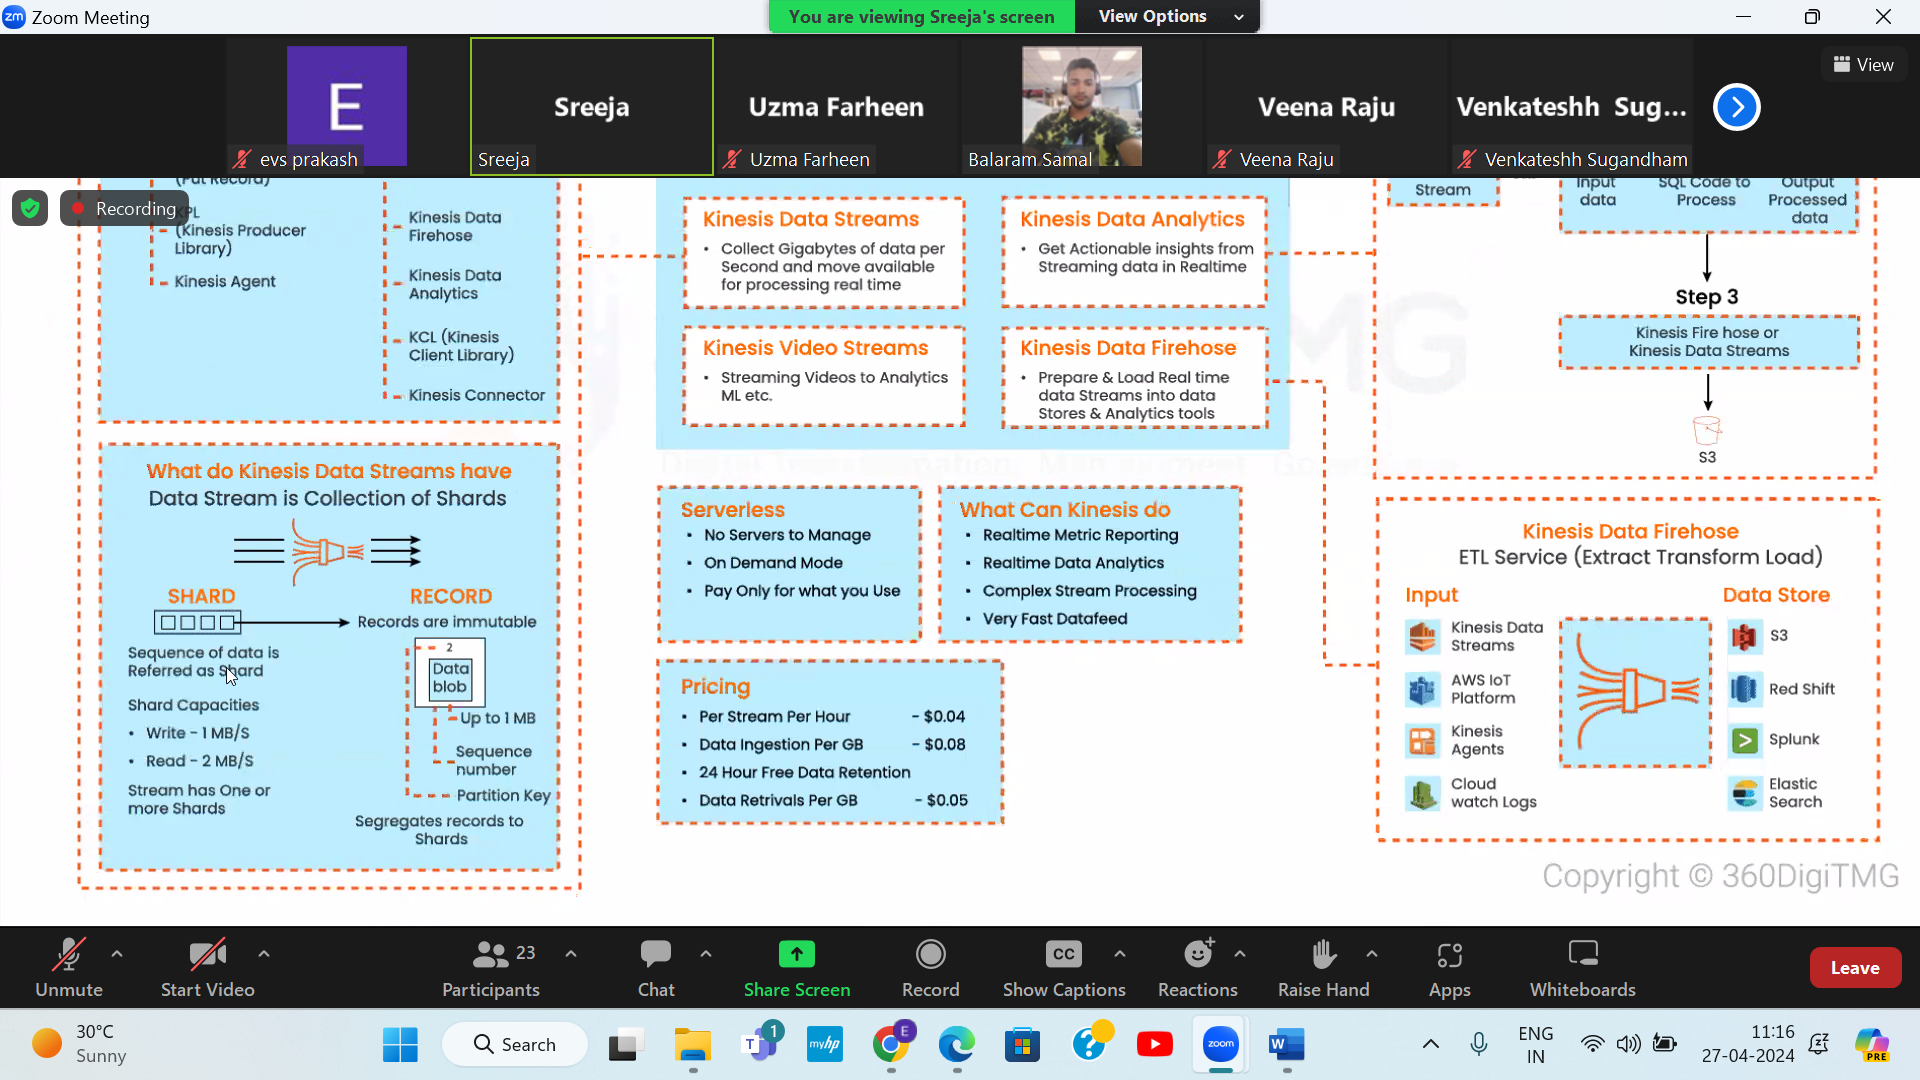 zm Zoom Meeting
You are viewing Sreeja's screen
View Options
E
evs prakash
Sreeja
Sreeja
Uzma Farheen
Uzma Farheen
Balaram Samal
Veena Raju
Veena Raju
Venkateshh Sug...
Venkateshh Sugandham
View
Recording
(Put Record)
KPL
(Kinesis Producer
Library)
Kinesis Agent
Kinesis Data
Firehose
Kinesis Data
Analytics
KCL (Kinesis
Client Library)
Kinesis Connector
Kinesis Data Streams
• Collect Gigabytes of data per
Second and move available
for processing real time
Kinesis Data Analytics
• Get Actionable insights from
Streaming data in Realtime
Kinesis Video Streams
• Streaming Videos to Analytics
ML etc.
Kinesis Data Firehose
• Prepare & Load Real time
data Streams into data
Stores & Analytics tools
Stream
Input
data
SQL Code to
Process
Output
Processed
data
Step 3
Kinesis Fire hose or
Kinesis Data Streams
S3
What do Kinesis Data Streams have
Data Stream is Collection of Shards
SHARD
Sequence of data is
Referred as Shard
Shard Capacities
• Write - 1 MB/S
• Read - 2 MB/S
Stream has One or
more Shards
RECORD
Records are immutable
2
Data
blob
Up to 1 MB
Sequence
number
Partition Key
Segregates records to
Shards
Serverless
• No Servers to Manage
• On Demand Mode
• Pay Only for what you Use
What Can Kinesis do
• Realtime Metric Reporting
• Realtime Data Analytics
• Complex Stream Processing
• Very Fast Datafeed
Pricing
• Per Stream Per Hour - $0.04
• Data Ingestion Per GB - $0.08
• 24 Hour Free Data Retention
• Data Retrivals Per GB - $0.05
Kinesis Data Firehose
ETL Service (Extract Transform Load)
Input
Kinesis Data
Streams
AWS IoT
Platform
Kinesis
Agents
Cloud
watch Logs
Data Store
S3
Red Shift
Splunk
Elastic
Search
Copyright © 360DigiTMG
Unmute
Start Video
23
Participants
Chat
Share Screen
Record
CC
Show Captions
Reactions
Raise Hand
Apps
Whiteboards
Leave
30°C
Sunny
Search
T
1
myhp
E
?
zoom
W
ENG
IN
11:16
27-04-2024
PRE